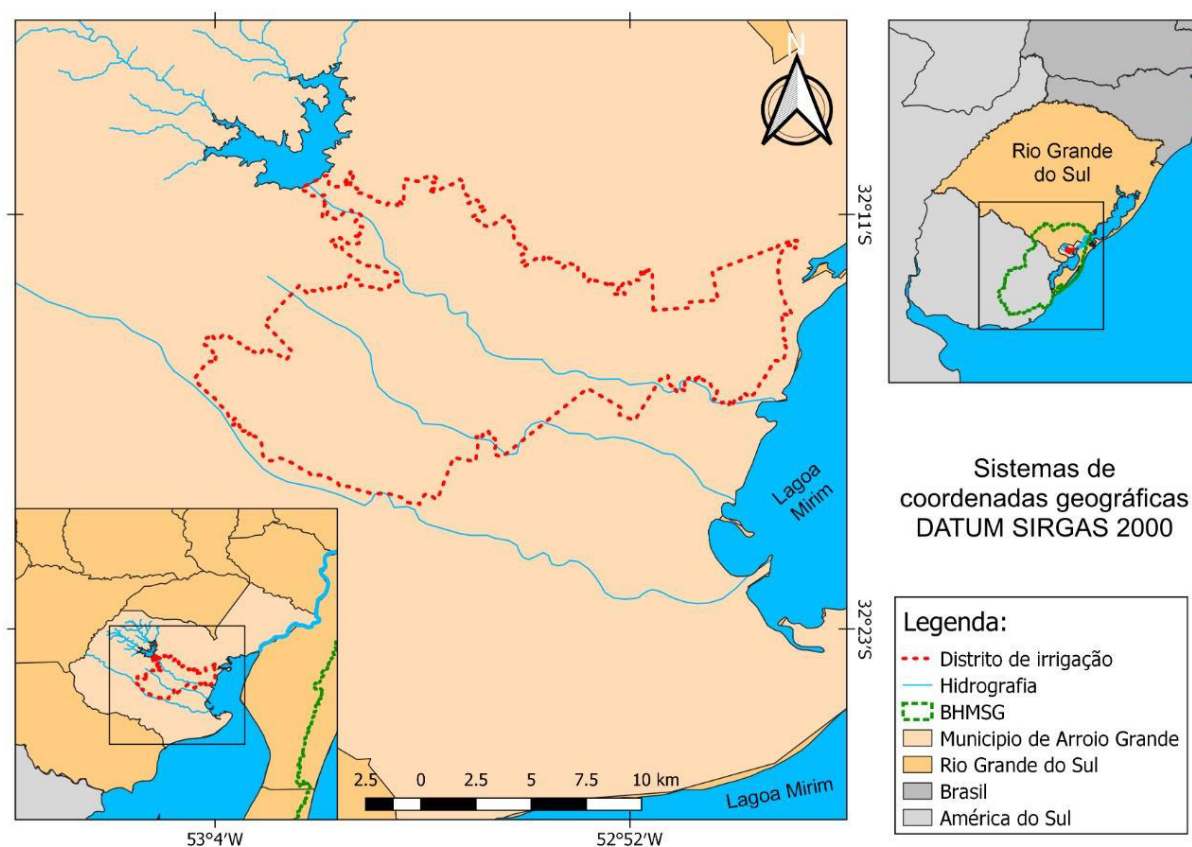 N
32°11'S
32°23'S
53°4'W
52°52'W
Lagoa
Mirim
Lagoa Mirim
2.5 0 2.5 5 7.5 10 km
Rio Grande
do Sul
Sistemas de
coordenadas geográficas
DATUM SIRGAS 2000
Legenda:
Distrito de irrigação
Hidrografia
BHMSG
Municipio de Arroio Grande
Rio Grande do Sul
Brasil
América do Sul